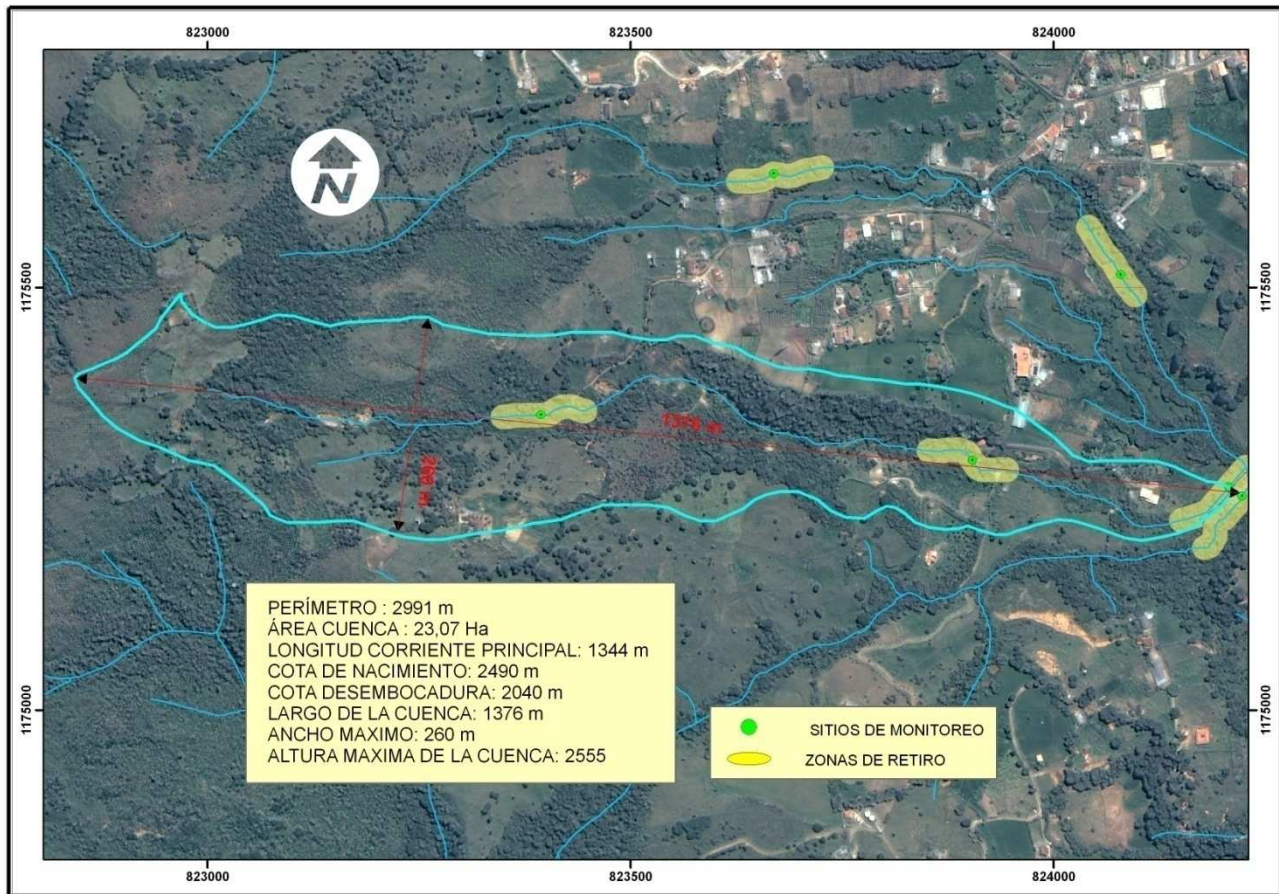 823000
823500
824000
N
1175500
1175500
1376 m
260 m
PERÍMETRO : 2991 m
ÁREA CUENCA : 23,07 Ha
LONGITUD CORRIENTE PRINCIPAL: 1344 m
COTA DE NACIMIENTO: 2490 m
COTA DESEMBOCADURA: 2040 m
LARGO DE LA CUENCA: 1376 m
ANCHO MAXIMO: 260 m
ALTURA MAXIMA DE LA CUENCA: 2555
1175000
1175000
SITIOS DE MONITOREO
ZONAS DE RETIRO
823000
823500
824000